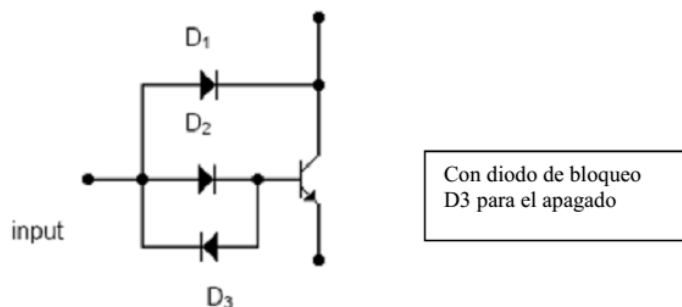 D₁
D₂
input
D₃
Con diodo de bloqueo
D3 para el apagado